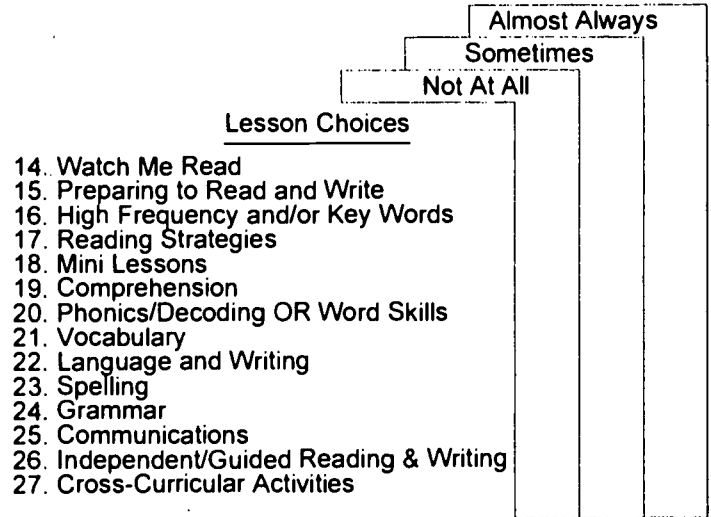 Almost Always
Sometimes
Not At All
Lesson Choices
14. Watch Me Read
15. Preparing to Read and Write
16. High Frequency and/or Key Words
17. Reading Strategies
18. Mini Lessons
19. Comprehension
20. Phonics/Decoding OR Word Skills
21. Vocabulary
22. Language and Writing
23. Spelling
24. Grammar
25. Communications
26. Independent/Guided Reading & Writing
27. Cross-Curricular Activities